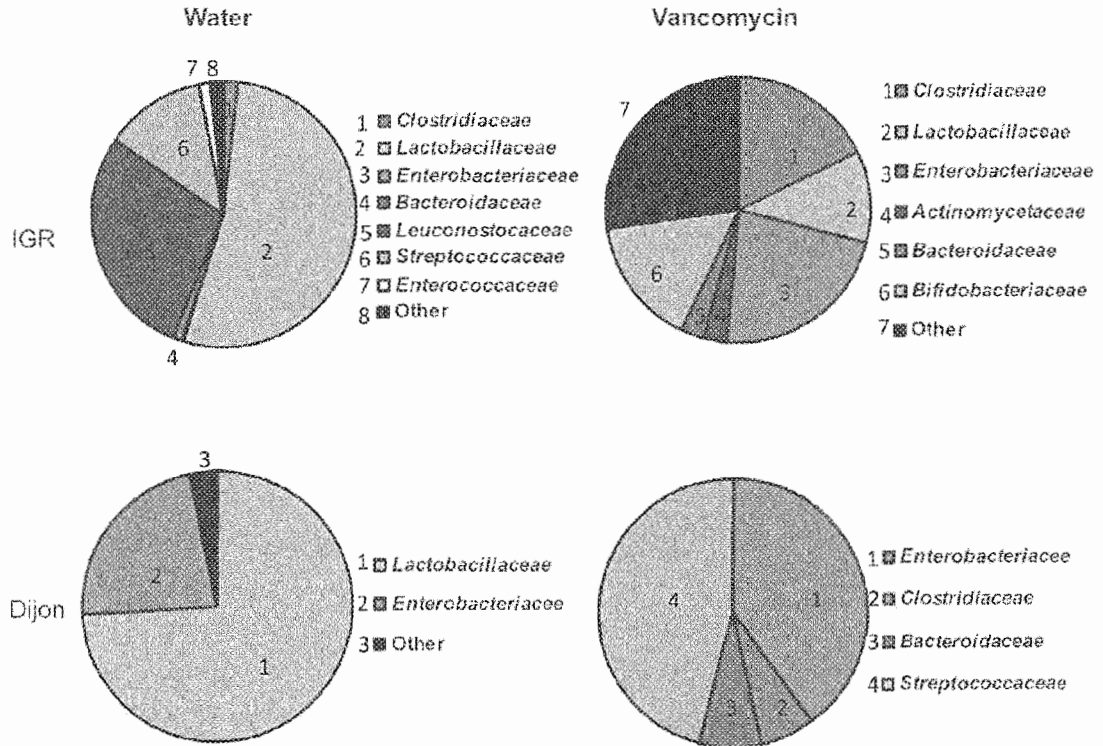 Water
Vancomycin
IGR
7 8
6
2
4
1 Clostridiaceae
2 Lactobacillaceae
3 Enterobacteriaceae
4 Bacteroidaceae
5 Leuconostocaceae
6 Streptococcaceae
7 Enterococcaceae
8 Other
7
1
2
3
6
1 Clostridiaceae
2 Lactobacillaceae
3 Enterobacteriaceae
4 Actinomycetaceae
5 Bacteroidaceae
6 Bifidobacteriaceae
7 Other
Dijon
3
2
1
1 Lactobacillaceae
2 Enterobacteriacee
3 Other
4
1
3
2
1 Enterobacteriacee
2 Clostridiaceae
3 Bacteroidaceae
4 Streptococcaceae